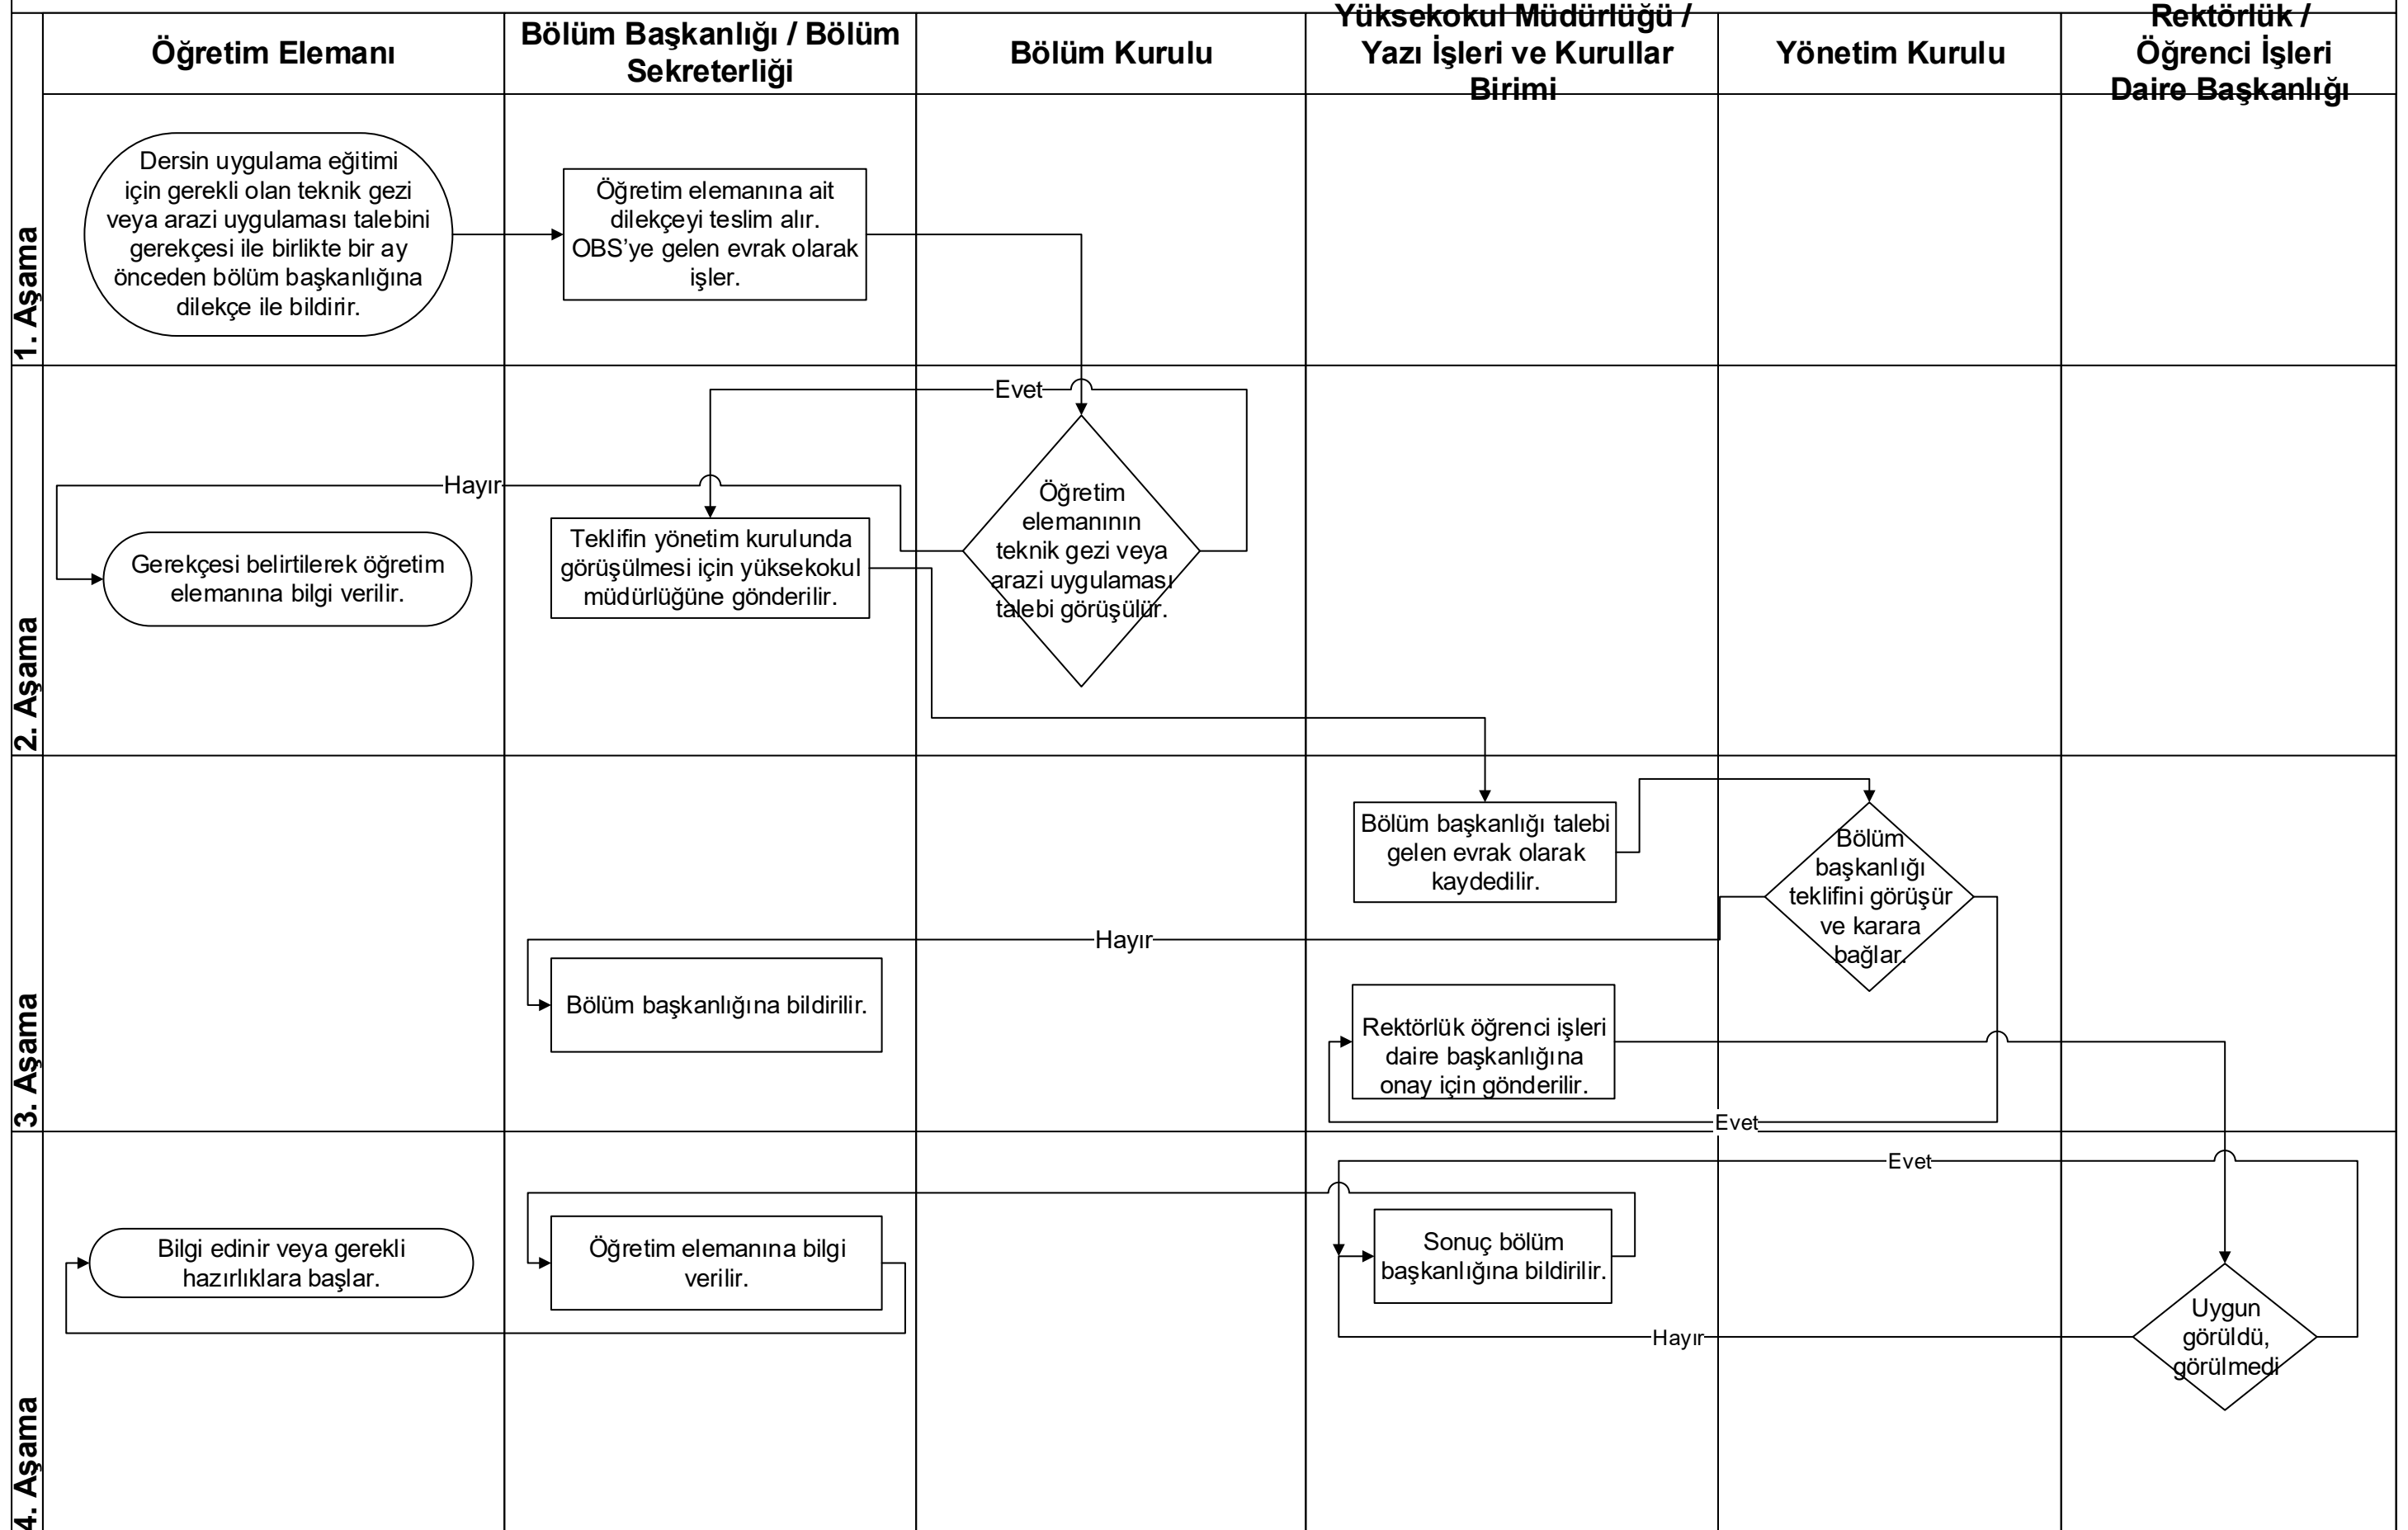 Öğretim Elemanı
Bölüm Başkanlığı / Bölüm
Sekreterliği
Bölüm Kurulu
Yüksekokul Müdürlüğü /
Yazı İşleri ve Kurullar
Birimi
Yönetim Kurulu
Rektörlük /
Öğrenci İşleri
Daire Başkanlığı
1. Aşama
Dersin uygulama eğitimi
için gerekli olan teknik gezi
veya arazi uygulaması talebini
gerekçesi ile birlikte bir ay
önceden bölüm başkanlığına
dilekçe ile bildirir.
Öğretim elemanına ait
dilekçeyi teslim alır.
OBS’ye gelen evrak olarak
işler.
2. Aşama
Evet
Hayır
Gerekçesi belirtilerek öğretim
elemanına bilgi verilir.
Teklifin yönetim kurulunda
görüşülmesi için yüksekokul
müdürlüğüne gönderilir.
Öğretim
elemanının
teknik gezi veya
arazi uygulaması
talebi görüşülür.
3. Aşama
Bölüm başkanlığı talebi
gelen evrak olarak
kaydedilir.
Bölüm
başkanlığı
teklifini görüşür
ve karara
bağlar.
Hayır
Bölüm başkanlığına bildirilir.
Rektörlük öğrenci işleri
daire başkanlığına
onay için gönderilir.
Evet
4. Aşama
Evet
Bilgi edinir veya gerekli
hazırlıklara başlar.
Öğretim elemanına bilgi
verilir.
Sonuç bölüm
başkanlığına bildirilir.
Uygun
görüldü,
görülmedi
Hayır